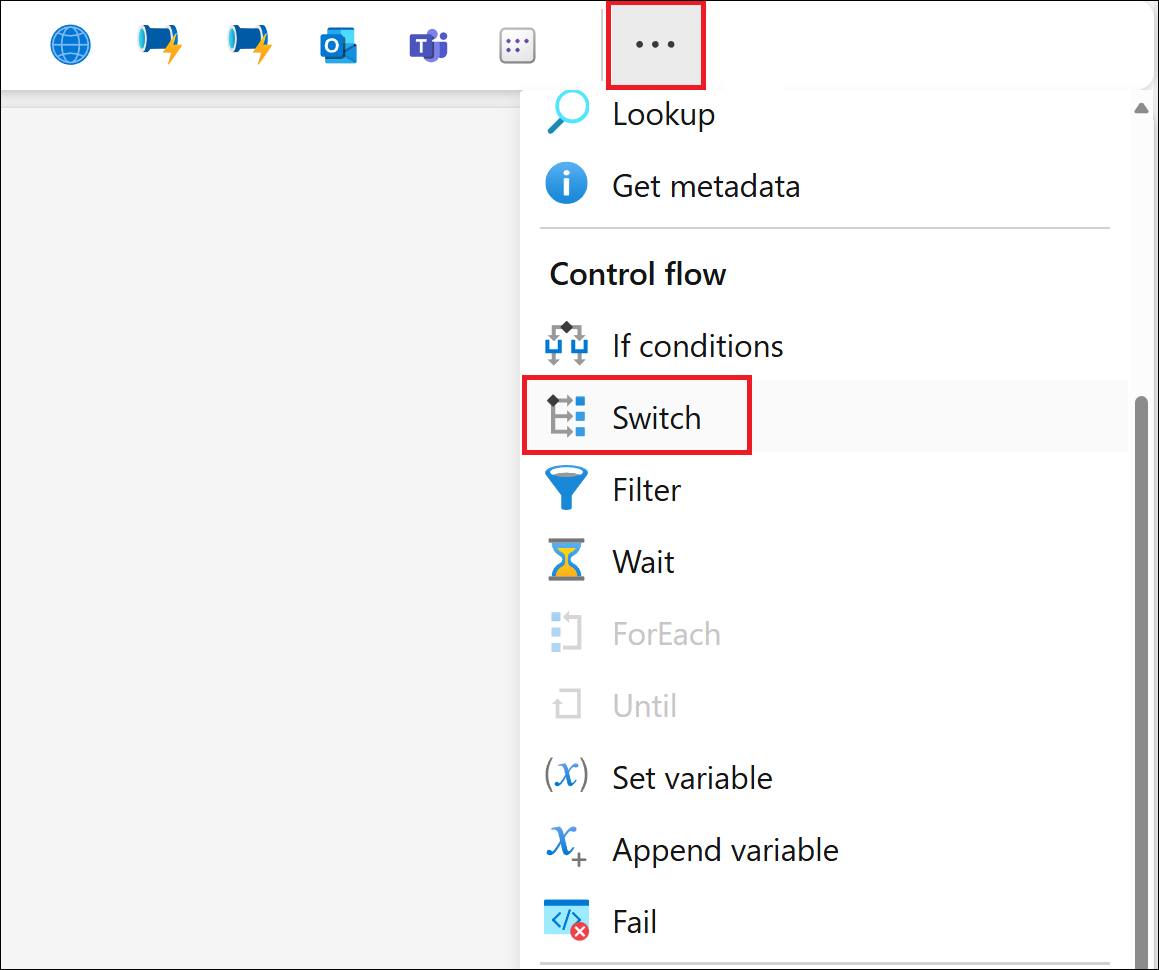 Lookup
Get metadata
Control flow
If conditions
Switch
Filter
Wait
ForEach
Until
(x) Set variable
x+ Append variable
Fail